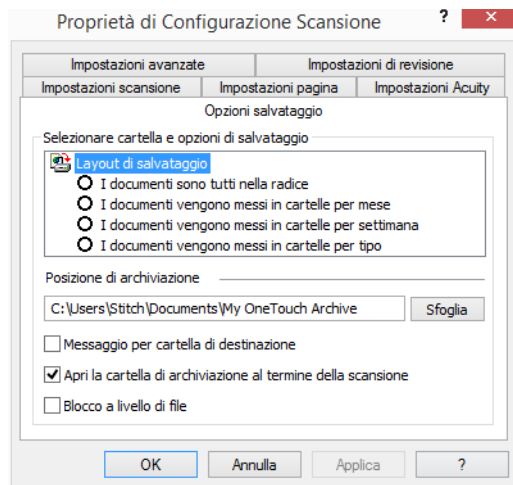 Proprietà di Configurazione Scansione
?
Impostazioni avanzate Impostazioni di revisione
Impostazioni scansione Impostazioni pagina Impostazioni Acuity
Opzioni salvataggio
Selezionare cartella e opzioni di salvataggio
Layout di salvataggio
I documenti sono tutti nella radice
I documenti vengono messi in cartelle per mese
I documenti vengono messi in cartelle per settimana
I documenti vengono messi in cartelle per tipo
Posizione di archiviazione
C:\Users\Stitch\Documents\My OneTouch Archive Sfoglia
Messaggio per cartella di destinazione
Apri la cartella di archiviazione al termine della scansione
Blocco a livello di file
OK Annulla Applica ?